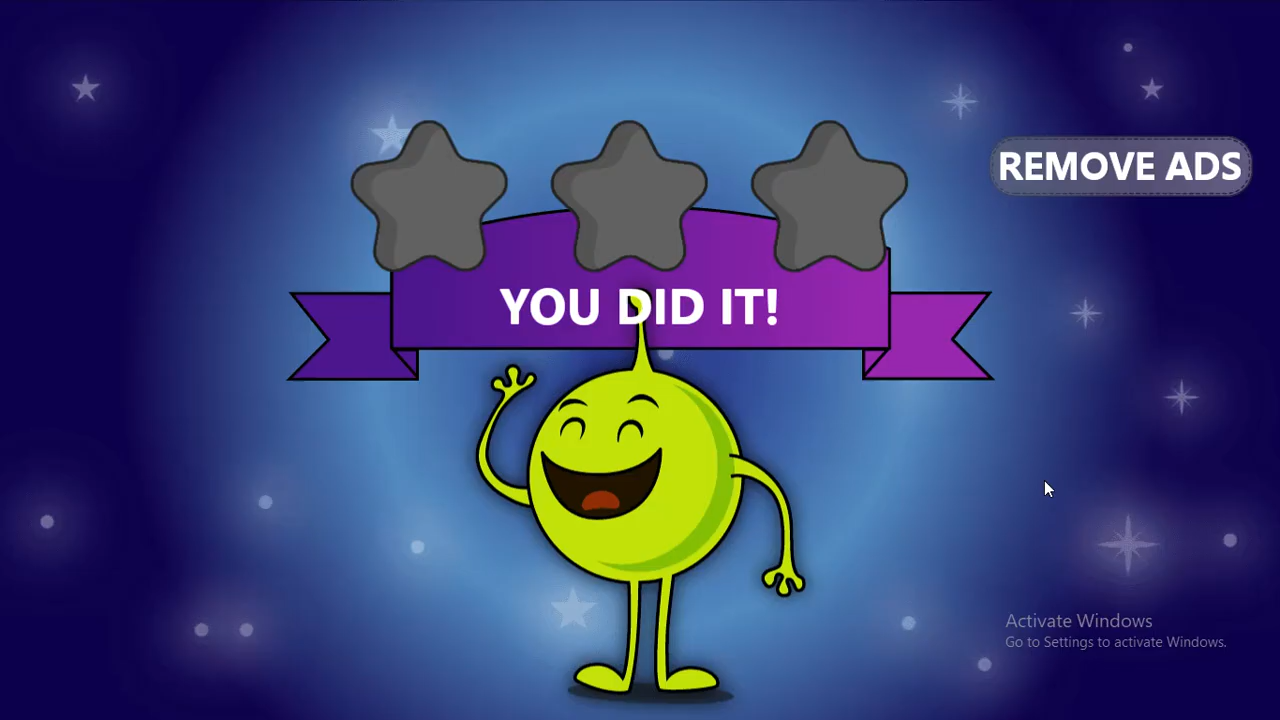 REMOVE ADS
YOU DID IT!
Activate Windows
Go to Settings to activate Windows.